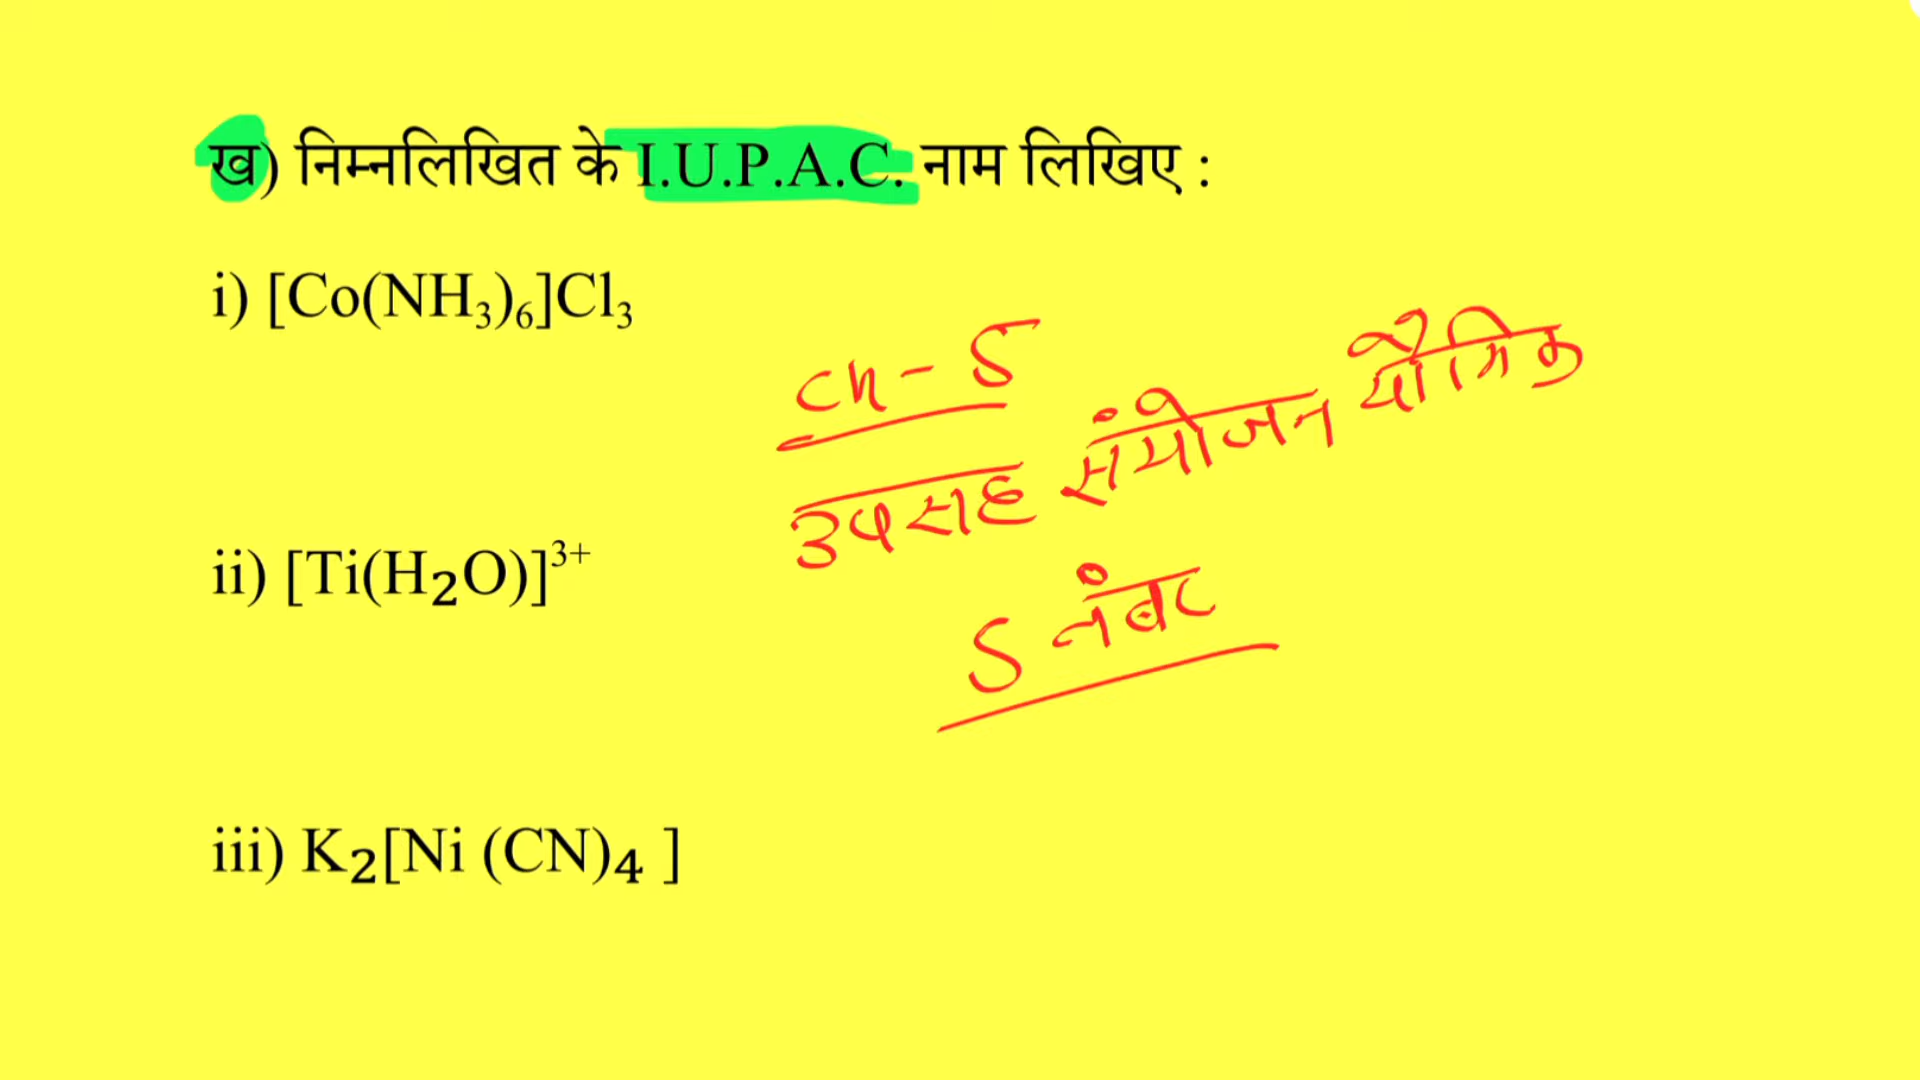 ख) निम्नलिखित के I.U.P.A.C. नाम लिखिए :
i) [Co(NH₃)₆]Cl₃
ch - 5
उपसह संयोजन यौगिक
ii) [Ti(H₂O)]³⁺
5 नंबर
iii) K₂[Ni (CN)₄ ]